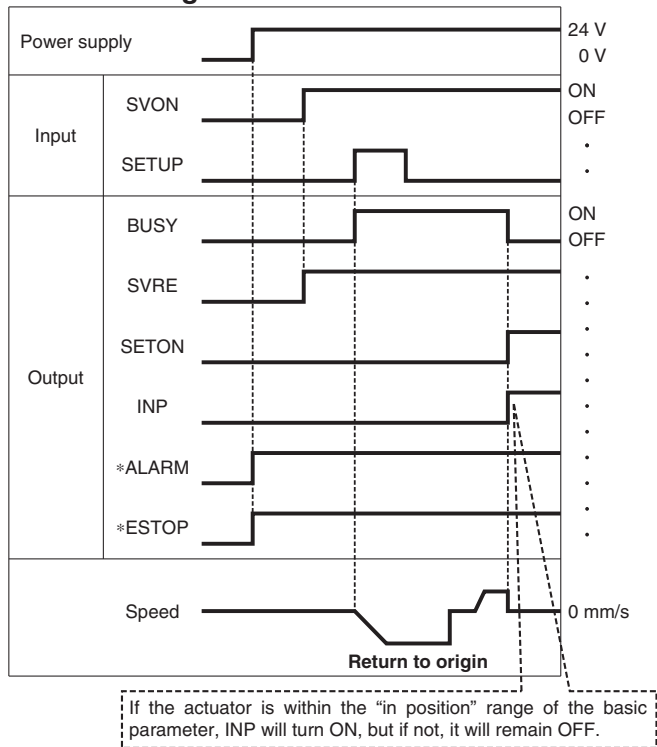 Power supply
24 V
0 V
Input
SVON
ON
OFF
SETUP
Output
BUSY
ON
OFF
SVRE
SETON
INP
*ALARM
*ESTOP
Speed
0 mm/s
Return to origin
If the actuator is within the “in position” range of the basic
parameter, INP will turn ON, but if not, it will remain OFF.